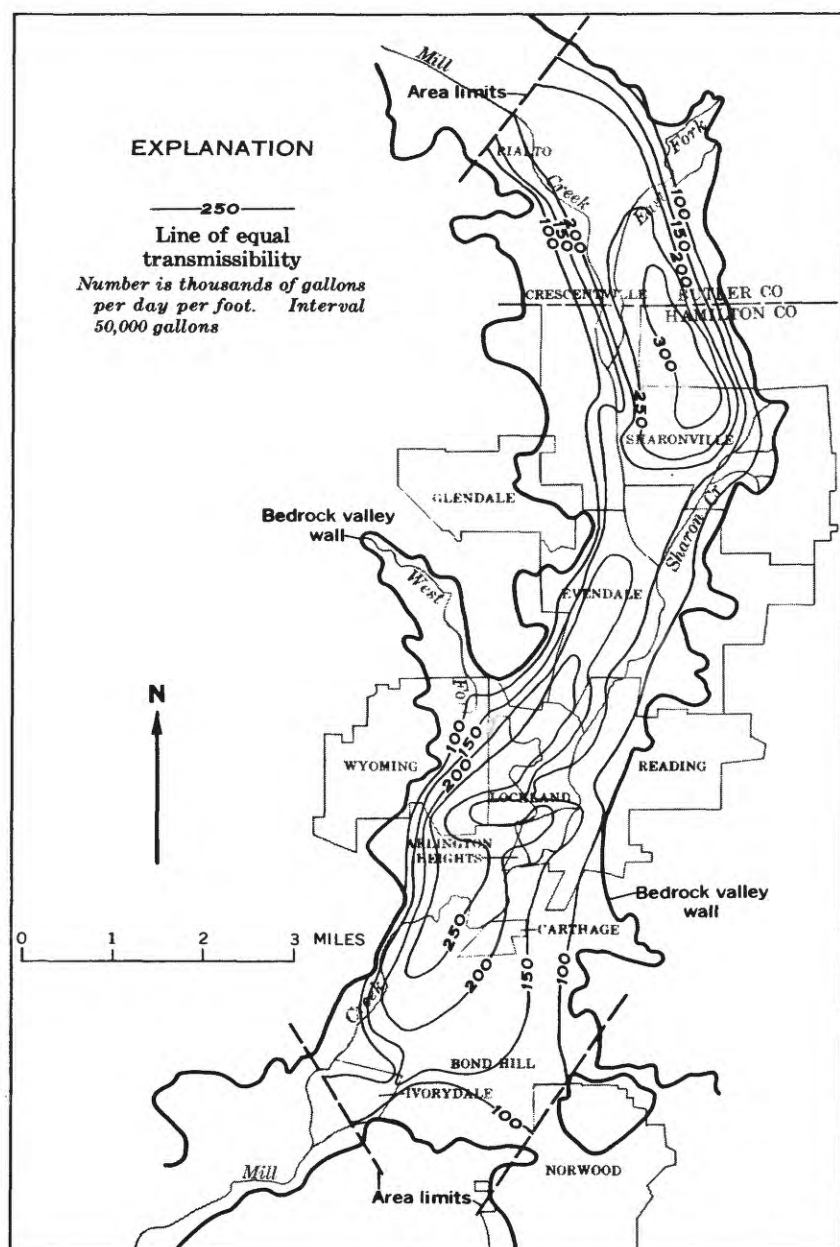 Mill
Area limits
EXPLANATION
RIALTO
Fork
Creek
East
250
Line of equal
transmissibility
Number is thousands of gallons
per day per foot. Interval
50,000 gallons
100
150
200
100
150
200
CRESCENTVILLE
BUTLER CO
HAMILTON CO
300
250
SHARONVILLE
GLENDALE
Bedrock valley
wall
Sharon Cr
West
EVENDALE
N
100
150
200
WYOMING
READING
LOCKLAND
ARLINGTON
HEIGHTS
Bedrock valley
wall
250
CARTHAGE
0 1 2 3 MILES
200
150
100
Creek
BOND HILL
IVORYDALE
100
Mill
NORWOOD
Area limits